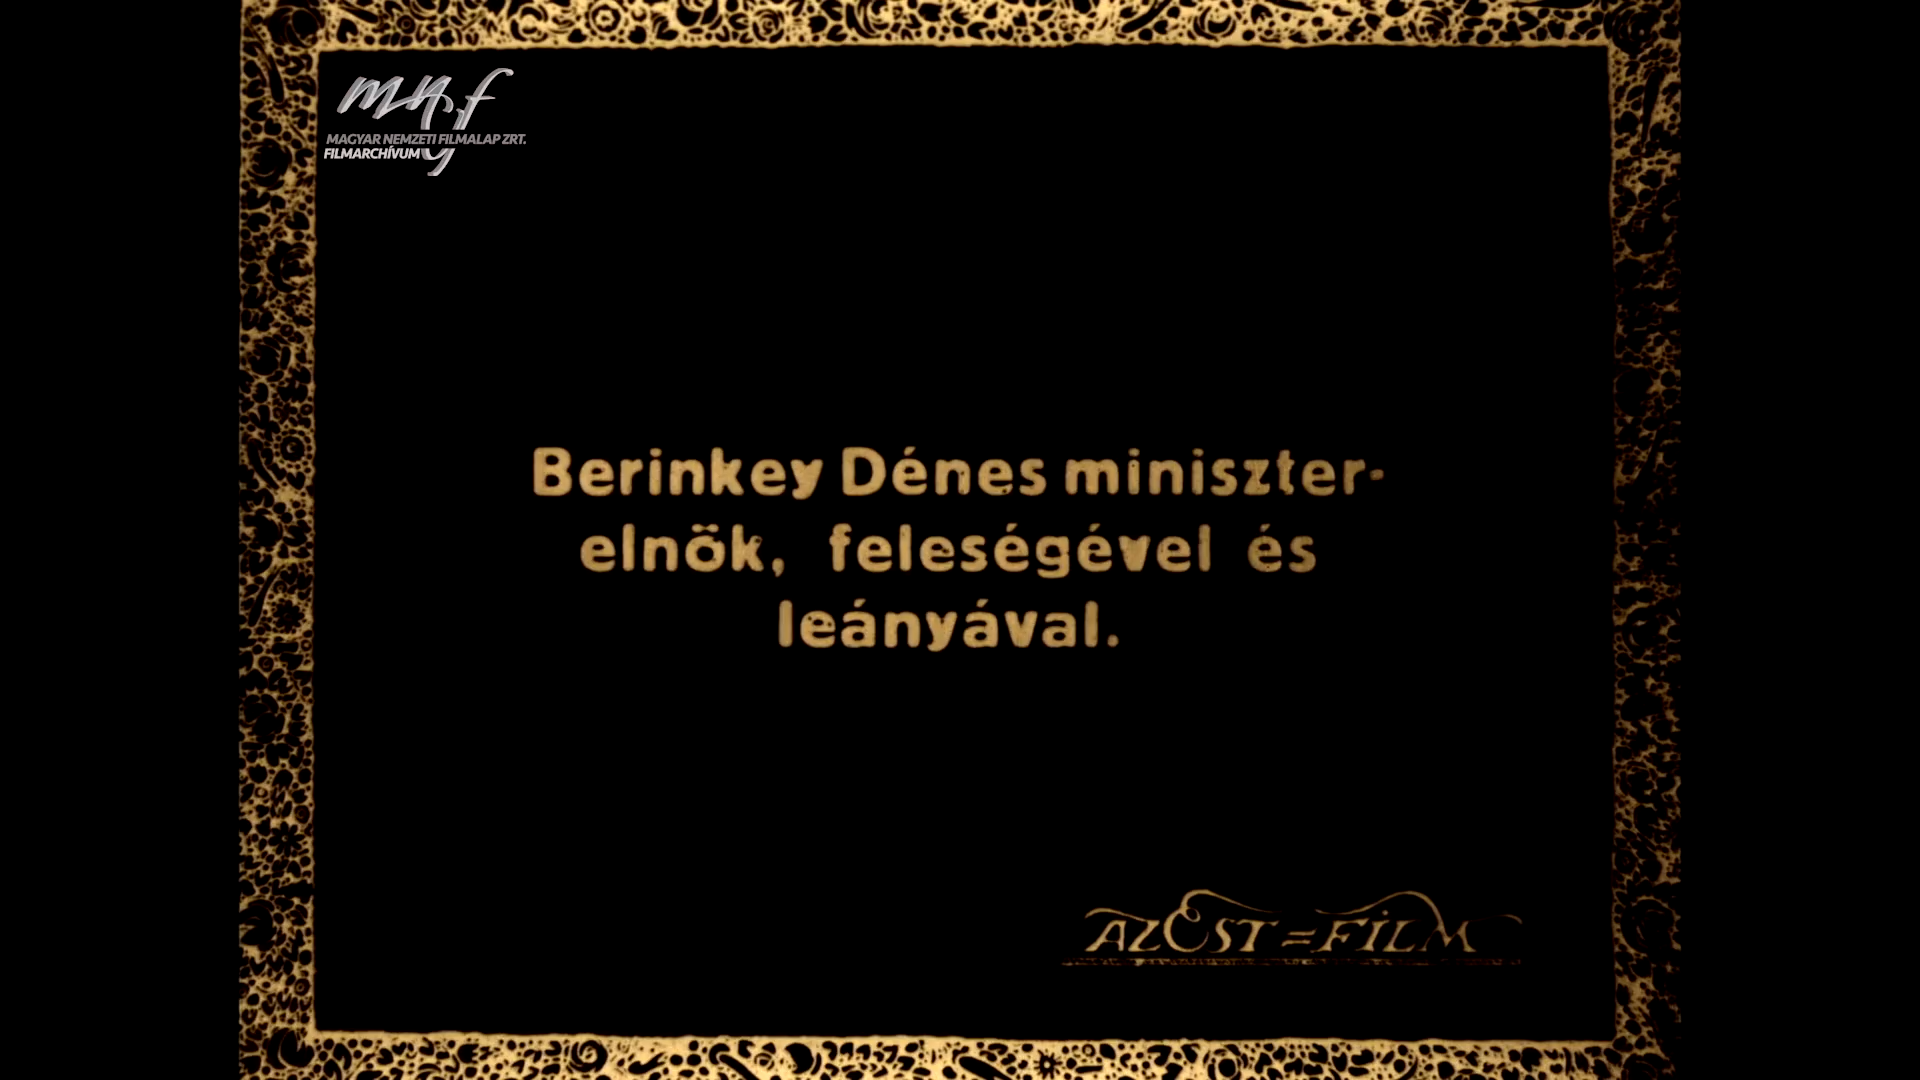 mnf
MAGYAR NEMZETI FILMALAP ZRT.
FILMARCHÍVUM
Berinkey Dénes miniszter-
elnök, feleségével és
leányával.
AZ EST=FILM